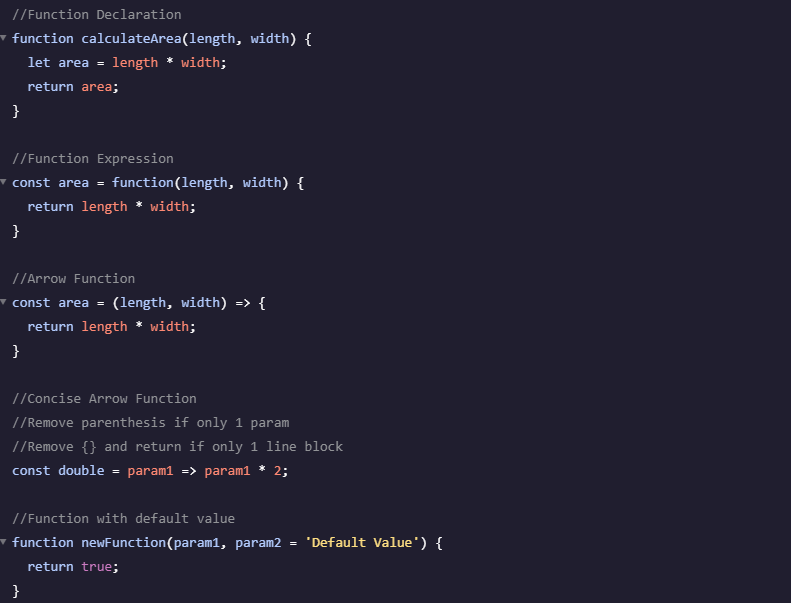 //Function Declaration
function calculateArea(length, width) {
  let area = length * width;
  return area;
}

//Function Expression
const area = function(length, width) {
  return length * width;
}

//Arrow Function
const area = (length, width) => {
  return length * width;
}

//Concise Arrow Function
//Remove parenthesis if only 1 param
//Remove {} and return if only 1 line block
const double = param1 => param1 * 2;

//Function with default value
function newFunction(param1, param2 = 'Default Value') {
  return true;
}